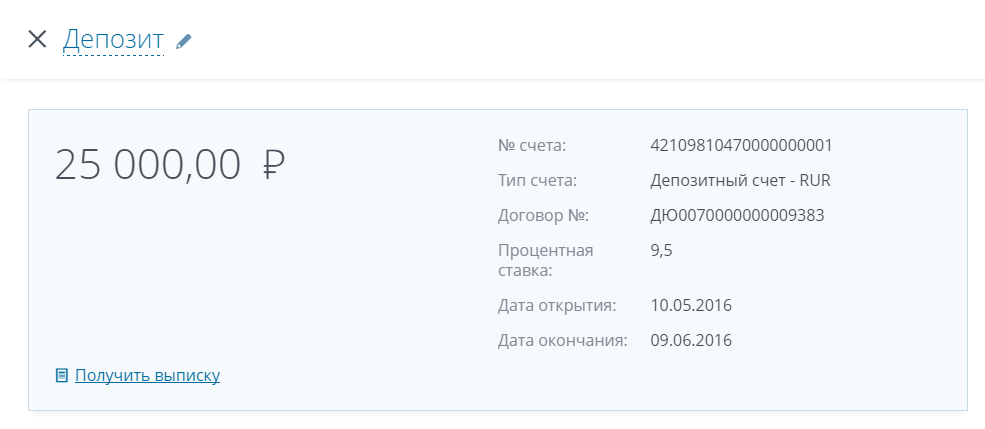 Депозит
25 000,00 ₽
№ счета: 42109810470000000001
Тип счета: Депозитный счет - RUR
Договор №: ДЮ0070000000009383
Процентная
ставка: 9,5
Дата открытия: 10.05.2016
Дата окончания: 09.06.2016
Получить выписку